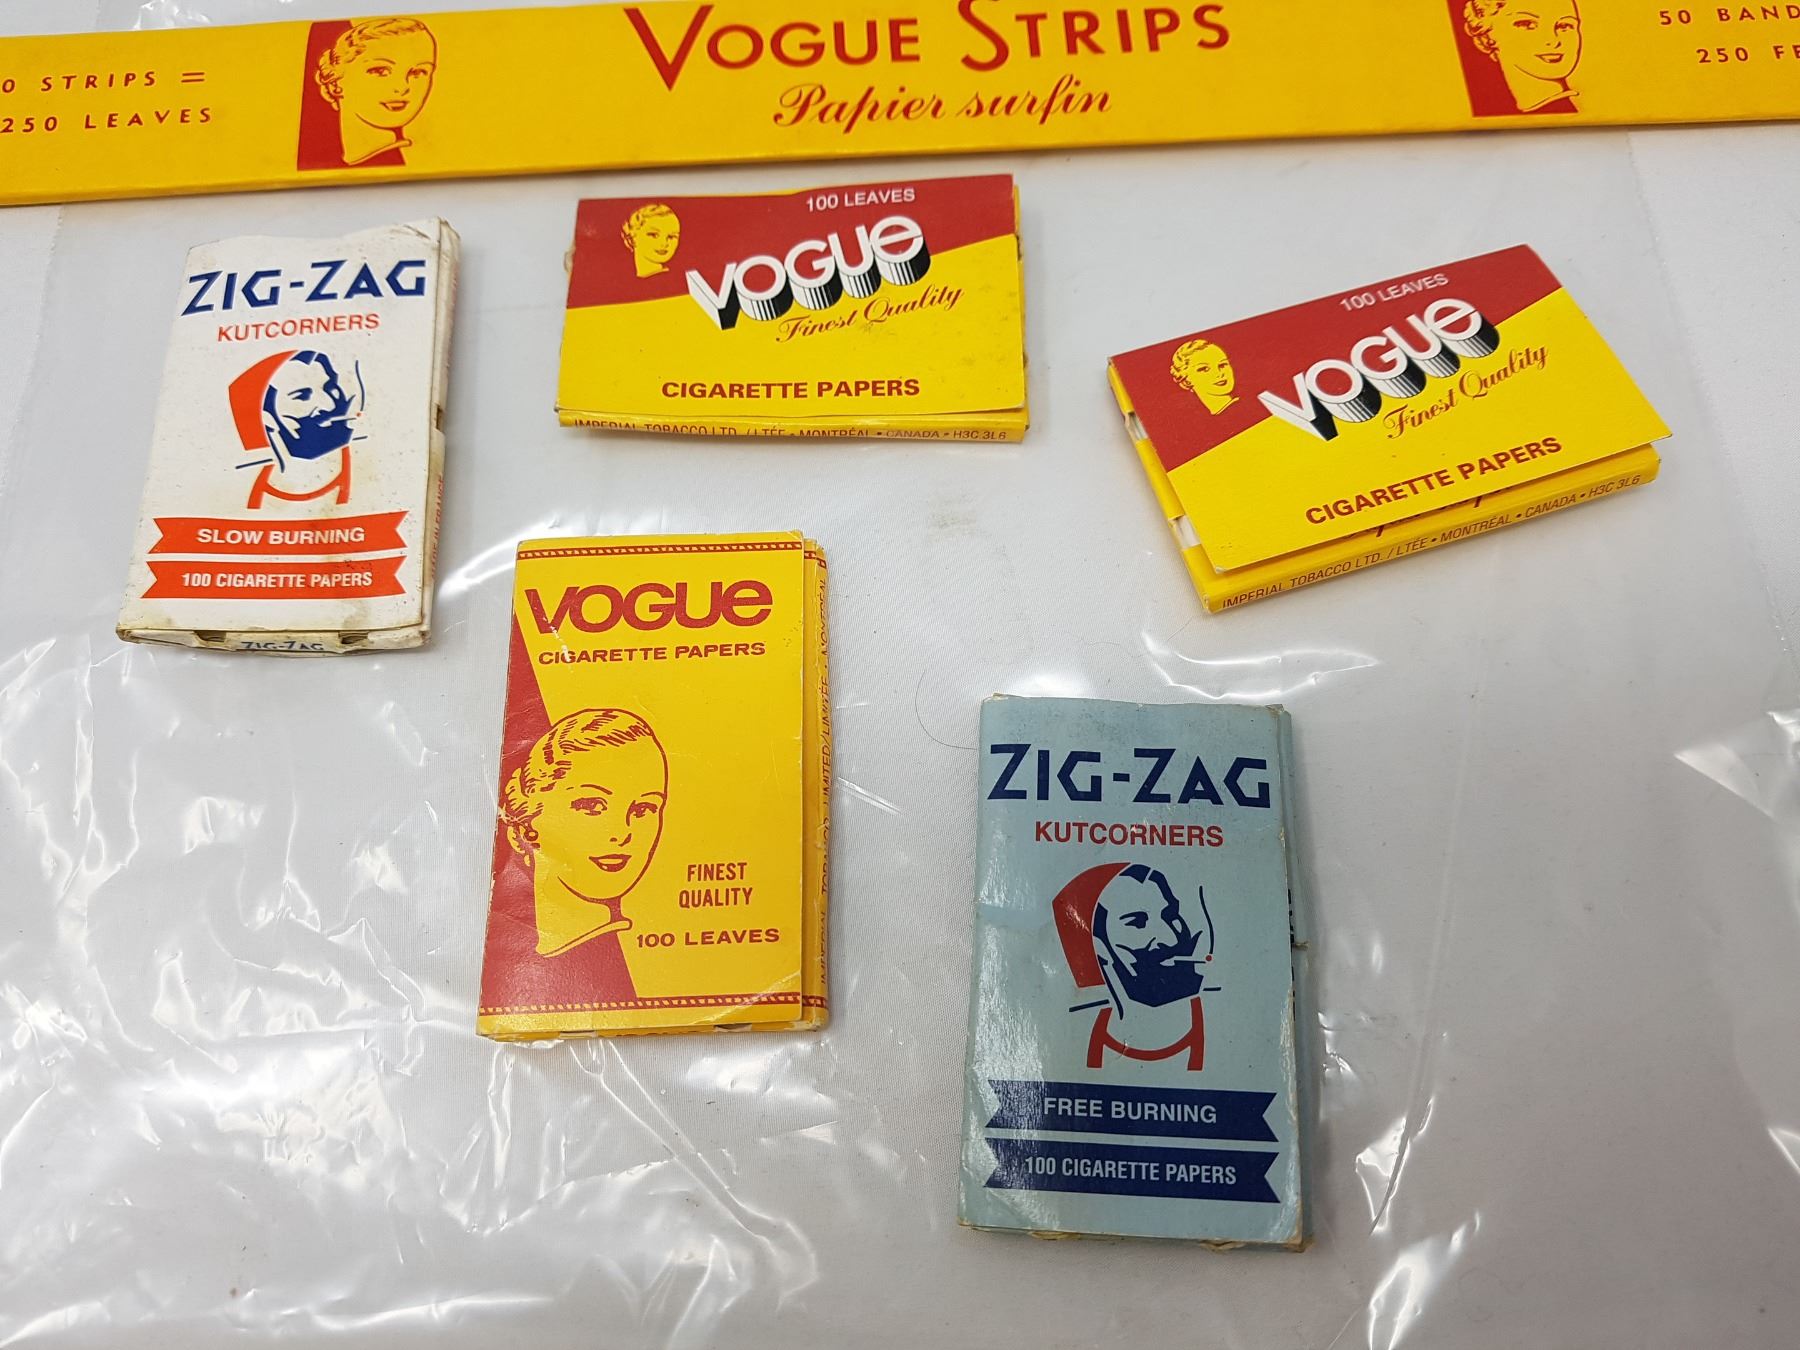 VOGUE STRIPS
Papier surfin
0 STRIPS =
250 LEAVES
50 BAND
250 FE
ZIG-ZAG
KUTCORNERS
SLOW BURNING
100 CIGARETTE PAPERS
ZIG-ZAG
100 LEAVES
VOGUE
Finest Quality
CIGARETTE PAPERS
IMPERIAL TOBACCO LTD. / LTÉE • MONTRÉAL • CANADA • H3C 3L6
100 LEAVES
VOGUE
Finest Quality
CIGARETTE PAPERS
IMPERIAL TOBACCO LTD. / LTÉE • MONTRÉAL • CANADA • H3C 3L6
VOGUE
CIGARETTE PAPERS
FINEST
QUALITY
100 LEAVES
ZIG-ZAG
KUTCORNERS
FREE BURNING
100 CIGARETTE PAPERS